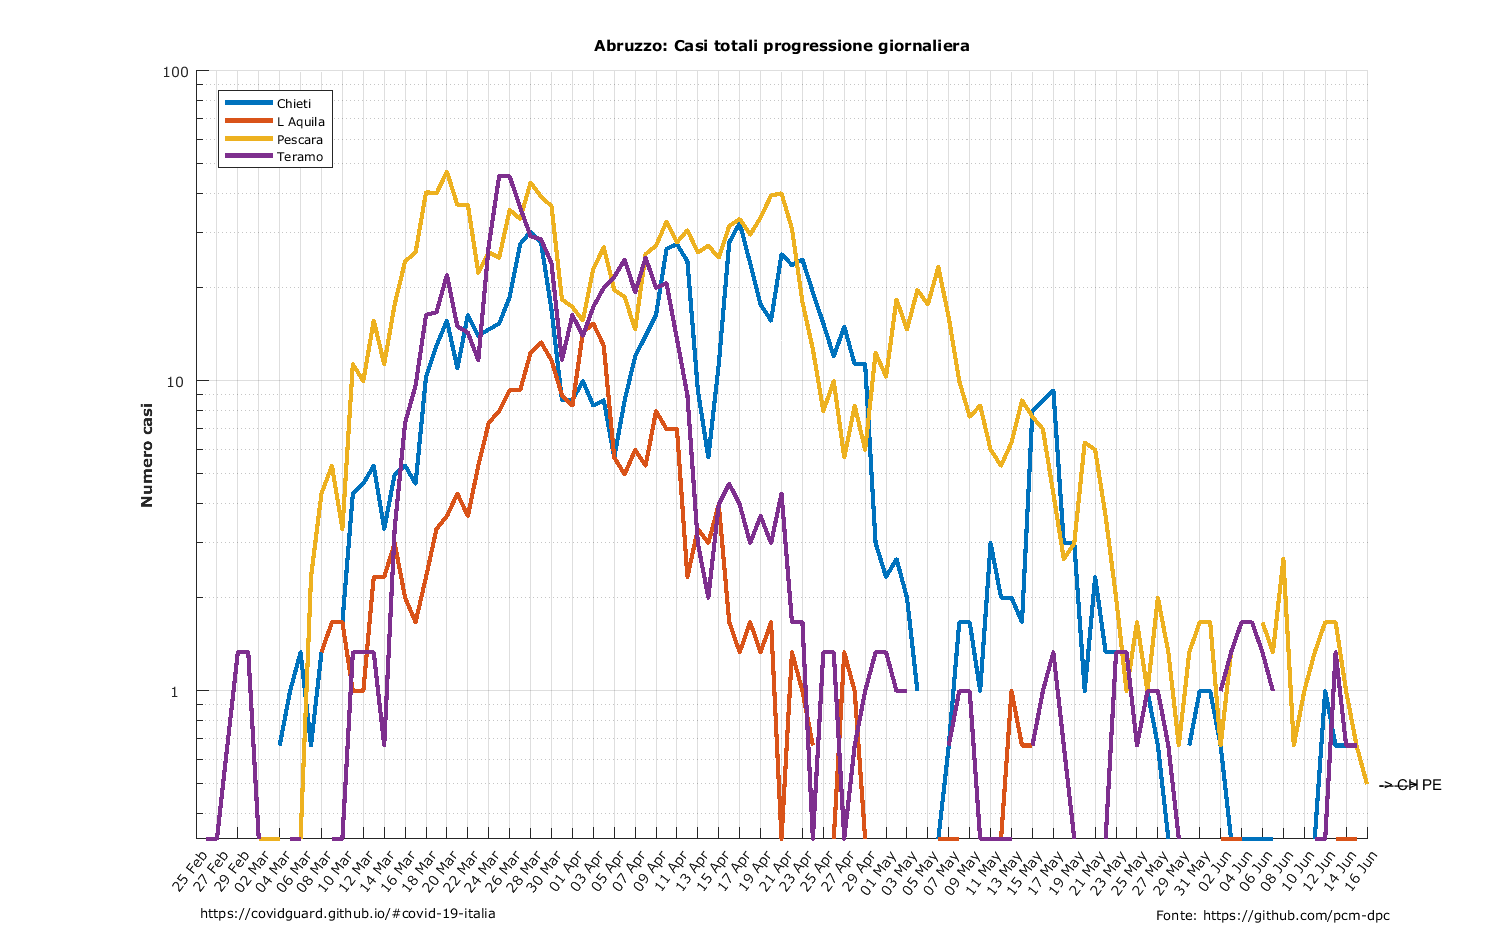 Abruzzo: Casi totali progressione giornaliera
100
10
1
Numero casi
Chieti
L Aquila
Pescara
Teramo
25 Feb
27 Feb
29 Feb
02 Mar
04 Mar
06 Mar
08 Mar
10 Mar
12 Mar
14 Mar
16 Mar
18 Mar
20 Mar
22 Mar
24 Mar
26 Mar
28 Mar
30 Mar
01 Apr
03 Apr
05 Apr
07 Apr
09 Apr
11 Apr
13 Apr
15 Apr
17 Apr
19 Apr
21 Apr
23 Apr
25 Apr
27 Apr
29 Apr
01 May
03 May
05 May
07 May
09 May
11 May
13 May
15 May
17 May
19 May
21 May
23 May
25 May
27 May
29 May
31 May
02 Jun
04 Jun
06 Jun
08 Jun
10 Jun
12 Jun
14 Jun
16 Jun
PE
https://covidguard.github.io/#covid-19-italia
Fonte: https://github.com/pcm-dpc